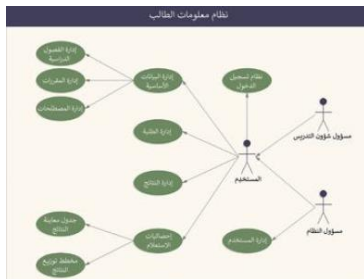 نظام معلومات الطالب
إدارة الفصول
الدراسية
إدارة المقررات
إدارة المصطلحات
إدارة البيانات
الأساسية
نظام تسجيل
الدخول
إدارة الطلبة
إدارة النتائج
المستخدم
مسؤول شؤون التدريس
جدول معاينة
النتائج
مخطط توزيع
النتائج
إحصائيات
الاستعلام
إدارة المستخدم
مسؤول النظام